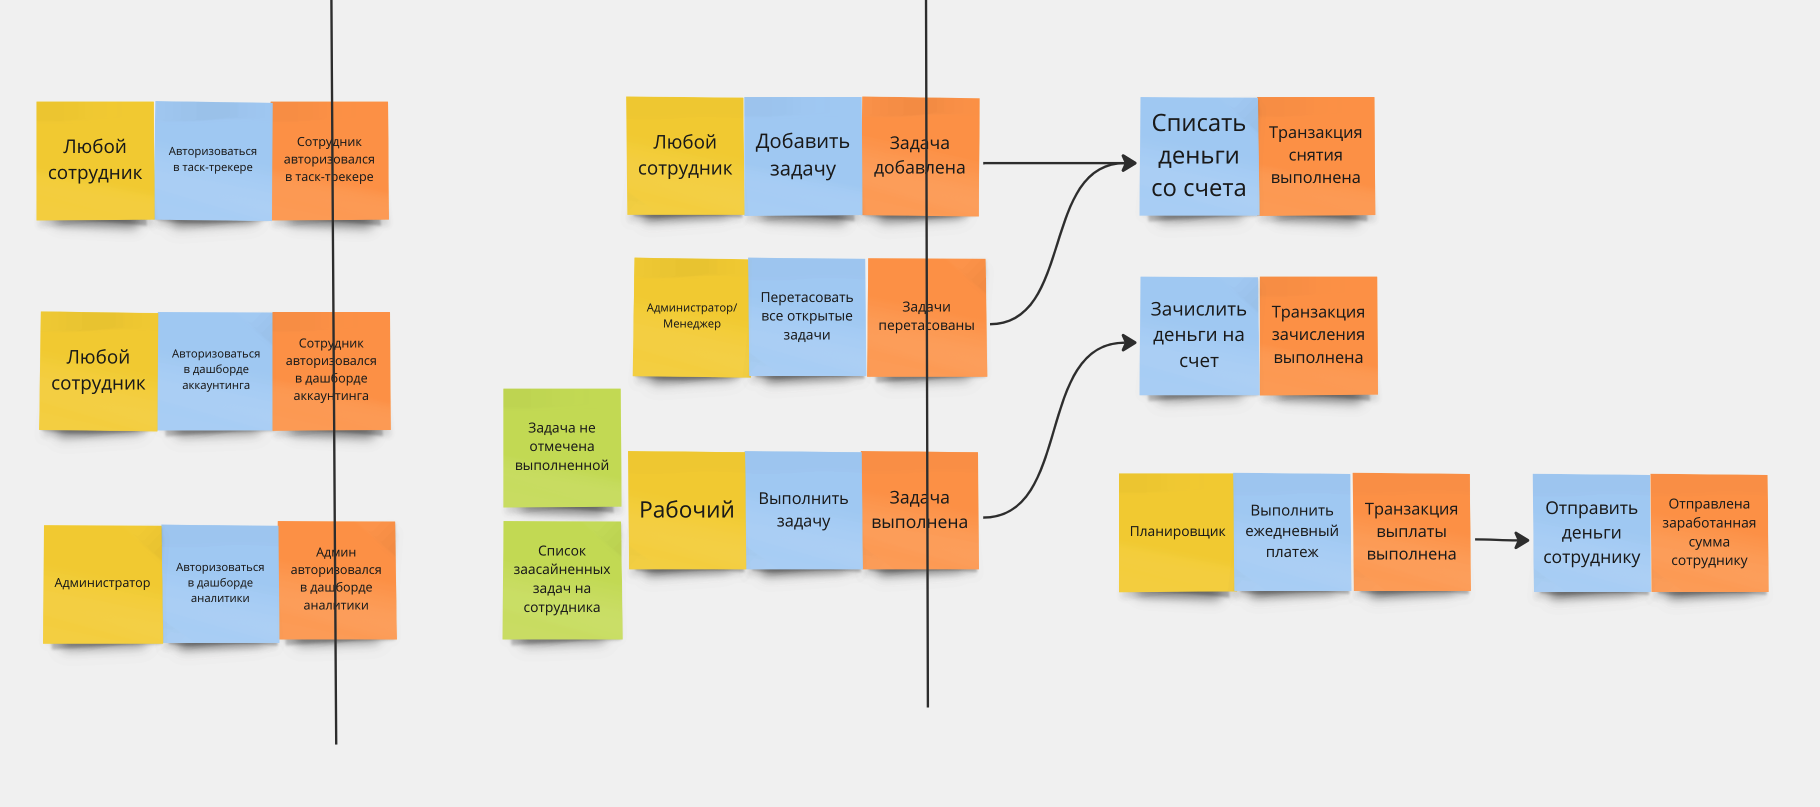 Любой
сотрудник
Авторизоваться
в таск-трекере
Сотрудник
авторизовался
в таск-трекере
Любой
сотрудник
Авторизоваться
в дашборде
аккаунтинга
Сотрудник
авторизовался
в дашборде
аккаунтинга
Администратор
Авторизоваться
в дашборде
аналитики
Админ
авторизовался
в дашборде
аналитики
Любой
сотрудник
Добавить
задачу
Задача
добавлена
Администратор/
Менеджер
Перетасовать
все открытые
задачи
Задачи
перетасованы
Задача не
отмечена
выполненной
Список
заасайненных
задач на
сотрудника
Рабочий
Выполнить
задачу
Задача
выполнена
Списать
деньги
со счета
Транзакция
снятия
выполнена
Зачислить
деньги на
счет
Транзакция
зачисления
выполнена
Планировщик
Выполнить
ежедневный
платеж
Транзакция
выплаты
выполнена
Отправить
деньги
сотруднику
Отправлена
заработанная
сумма
сотруднику